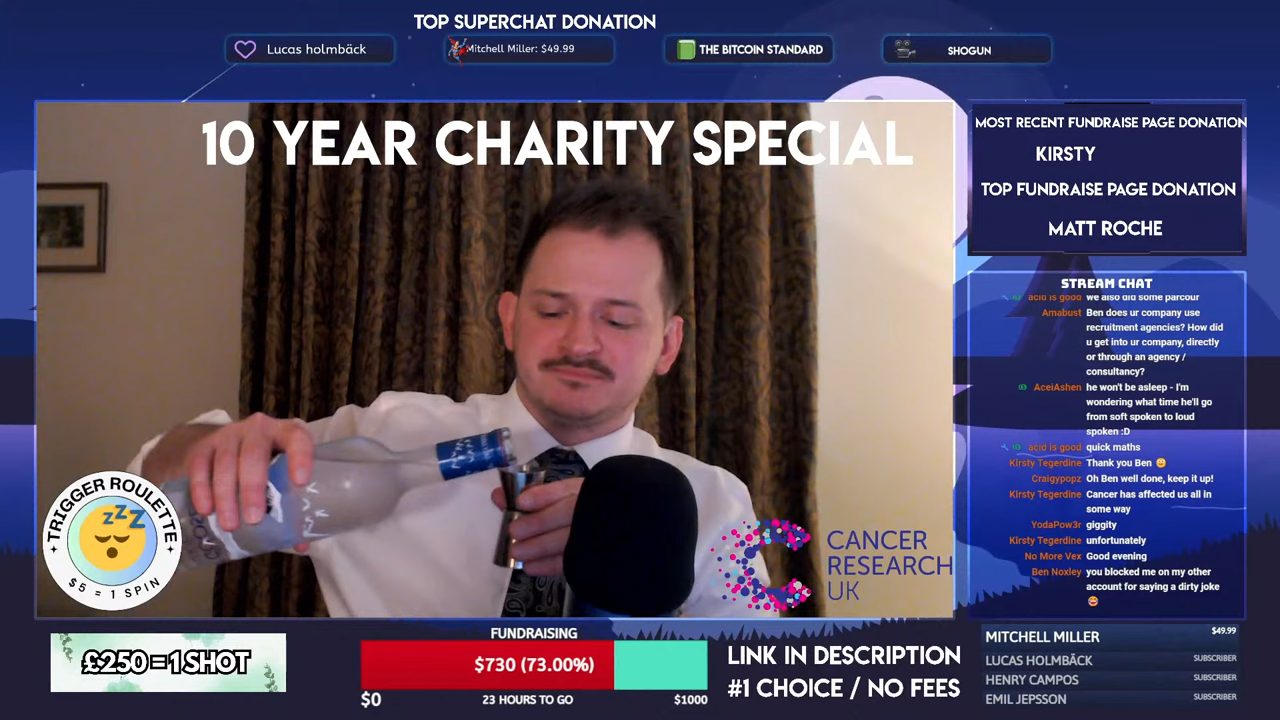 TOP SUPERCHAT DONATION
Lucas holmbäck
Mitchell Miller: $49.99
THE BITCOIN STANDARD
SHOGUN
10 YEAR CHARITY SPECIAL
MOST RECENT FUNDRAISE PAGE DONATION
KIRSTY
TOP FUNDRAISE PAGE DONATION
MATT ROCHE
STREAM CHAT
acid is good we also did some parcour
Amabust Ben does ur company use
recruitment agencies? How did
u get into ur company, directly
or through an agency /
consultancy?
AceiAshen he won't be asleep - I'm
wondering what time he'll go
from soft spoken to loud
spoken :D
acid is good quick maths
Kirsty Tegerdine Thank you Ben
Craigypopz Oh Ben well done, keep it up!
Kirsty Tegerdine Cancer has affected us all in
some way
YodaPow3r giggity
Kirsty Tegerdine unfortunately
No More Vex Good evening
Ben Noxley you blocked me on my other
account for saying a dirty joke
TRIGGER ROULETTE
zzz
$5 = 1 SPIN
CANCER
RESEARCH
UK
£250 = 1 SHOT
FUNDRAISING
$730 (73.00%)
$0
23 HOURS TO GO
$1000
LINK IN DESCRIPTION
#1 CHOICE / NO FEES
MITCHELL MILLER $49.99
LUCAS HOLMBÄCK SUBSCRIBER
HENRY CAMPOS SUBSCRIBER
EMIL JEPSSON SUBSCRIBER